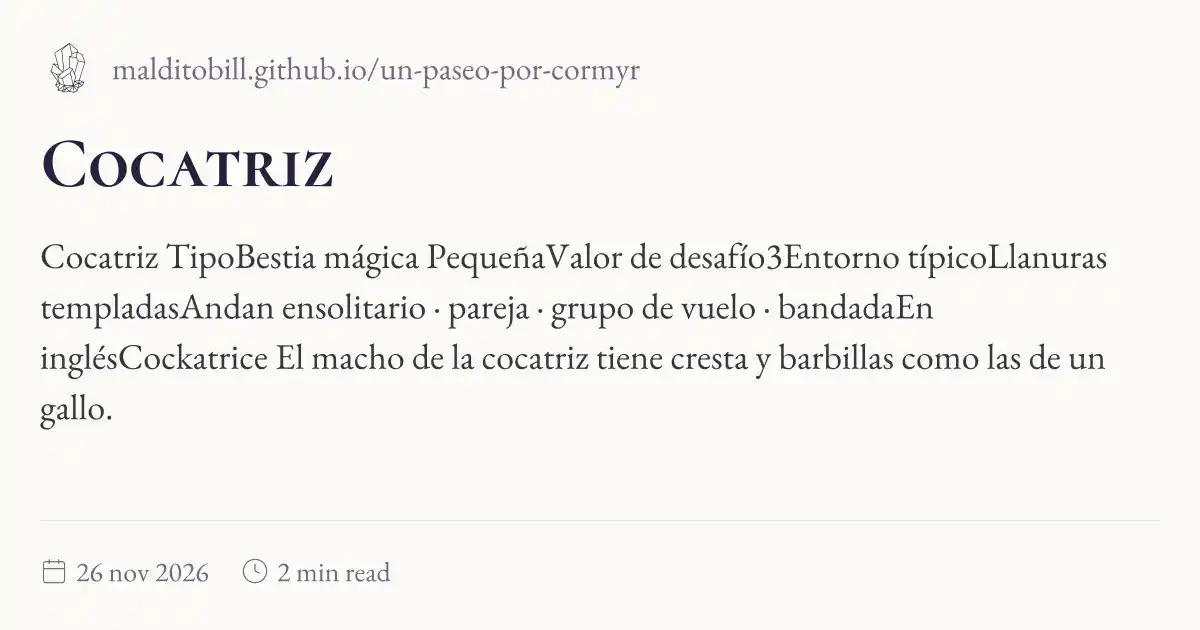 malditobill.github.io/un-paseo-por-cormyr
Cocatriz
Cocatriz TipoBestia mágica PequeñaValor de desafío3Entorno típicoLlanuras
templadasAndan ensolitario · pareja · grupo de vuelo · bandadaEn
inglésCockatrice El macho de la cocatriz tiene cresta y barbillas como las de un
gallo.
26 nov 2026
2 min read